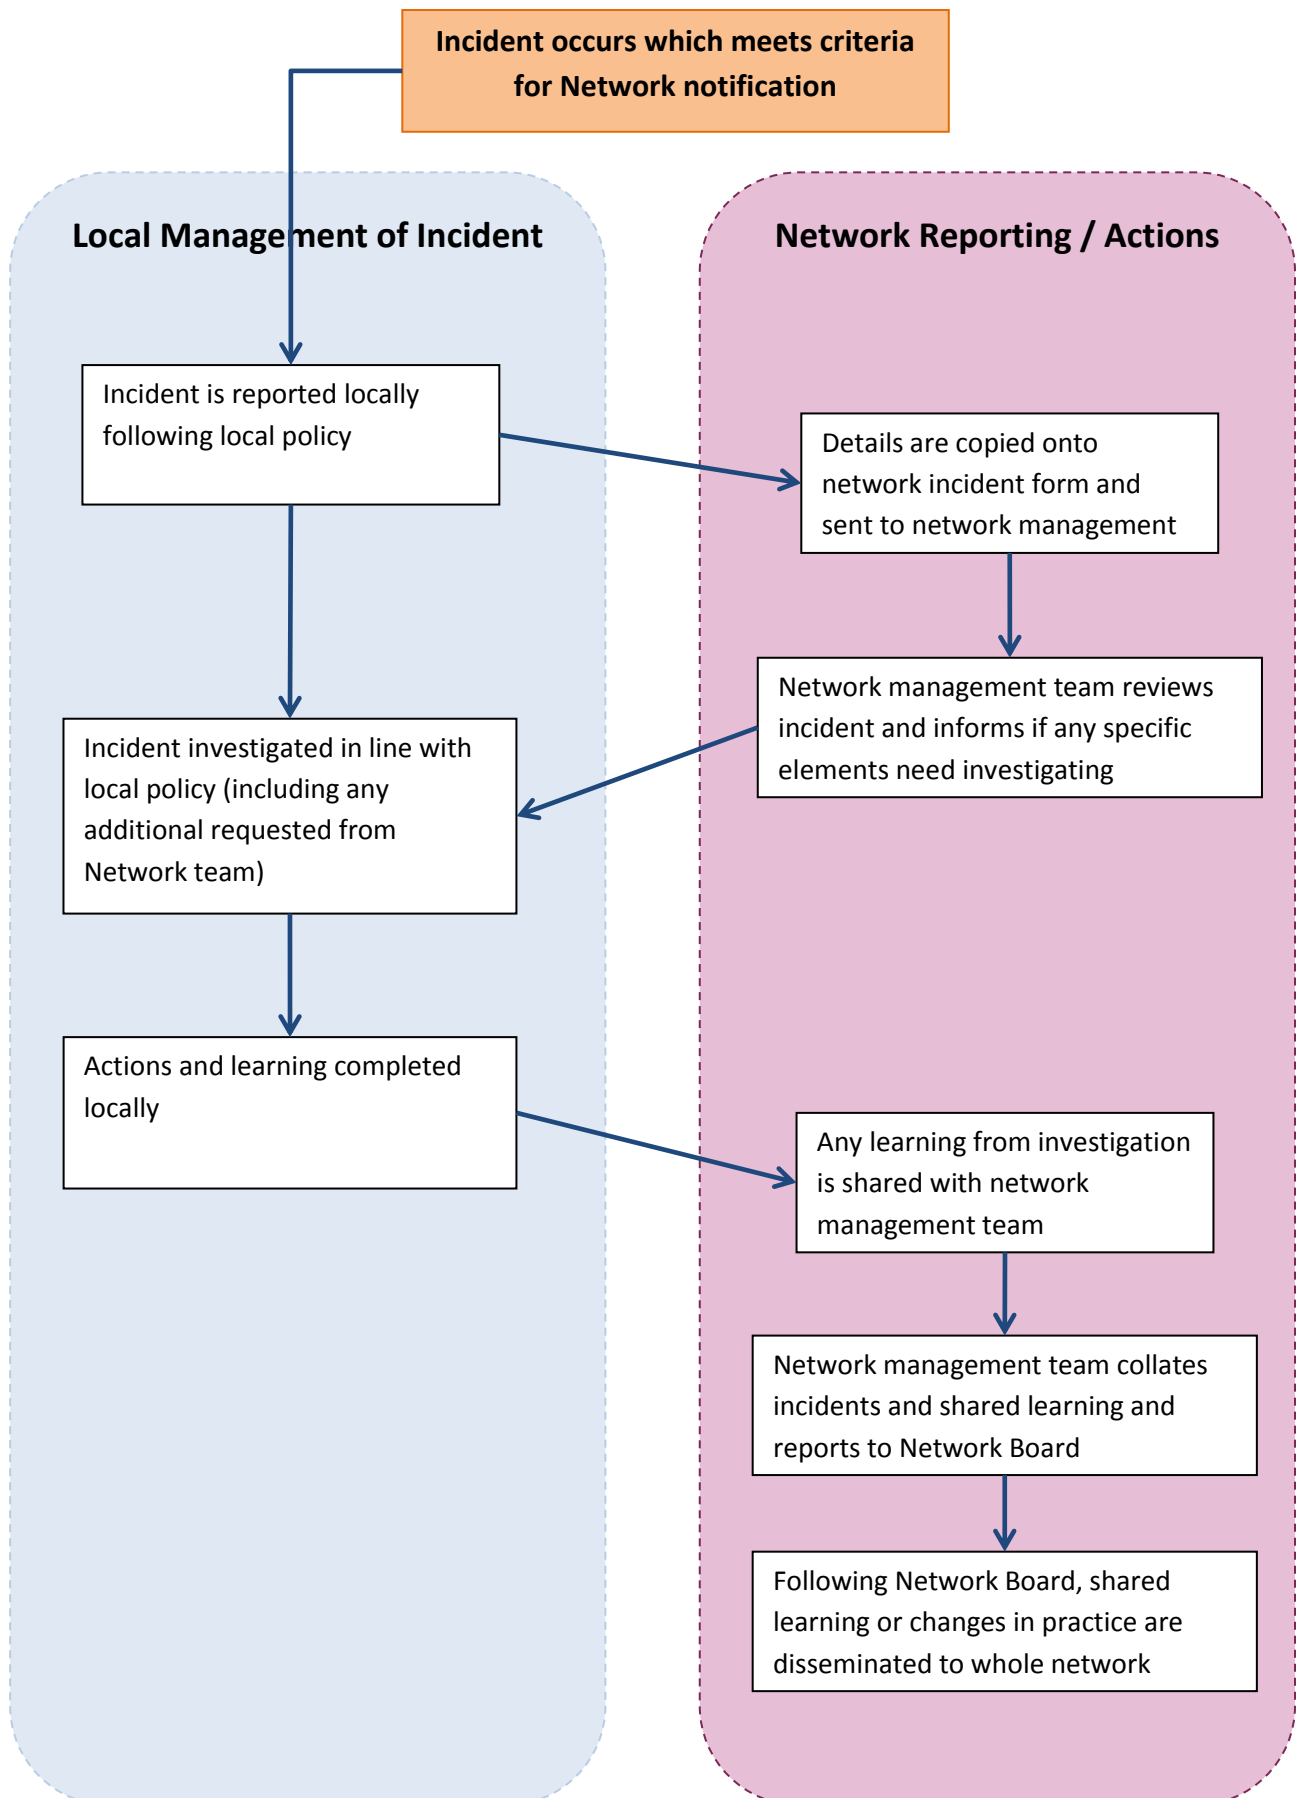 Incident occurs which meets criteria
for Network notification
Local Management of Incident
Network Reporting / Actions
Incident is reported locally
following local policy
Details are copied onto
network incident form and
sent to network management
Network management team reviews
incident and informs if any specific
elements need investigating
Incident investigated in line with
local policy (including any
additional requested from
Network team)
Actions and learning completed
locally
Any learning from investigation
is shared with network
management team
Network management team collates
incidents and shared learning and
reports to Network Board
Following Network Board, shared
learning or changes in practice are
disseminated to whole network